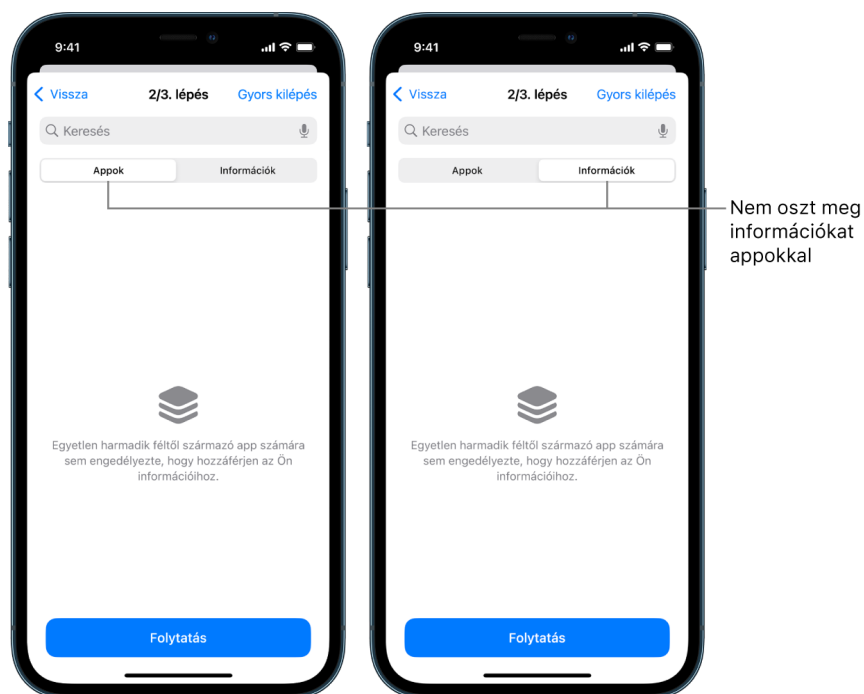 9:41
Vissza
2/3. lépés
Gyors kilépés
Keresés
Appok
Információk
Egyetlen harmadik féltől származó app számára
sem engedélyezte, hogy hozzáférjen az Ön
információihoz.
Folytatás
9:41
Vissza
2/3. lépés
Gyors kilépés
Keresés
Appok
Információk
Egyetlen harmadik féltől származó app számára
sem engedélyezte, hogy hozzáférjen az Ön
információihoz.
Folytatás
Nem oszt meg
információkat
appokkal